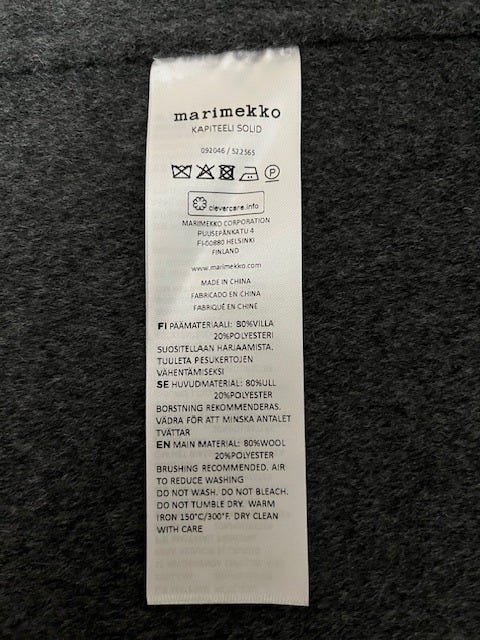 marimekko
KAPITEELI SOLID
092046 / 522565
P
clevercare.info
MARIMEKKO CORPORATION
PUUSEPÄNKATU 4
FI-00880 HELSINKI
FINLAND
www.marimekko.com
MADE IN CHINA
FABRICADO EN CHINA
FABRIQUÉ EN CHINE
FI PÄÄMATERIAALI: 80%VILLA
20%POLYESTERI
SUOSITELLAAN HARJAAMISTA.
TUULETA PESUKERTOJEN
VÄHENTÄMISEKSI
SE HUVUDMATERIAL: 80%ULL
20%POLYESTER
BORSTNING REKOMMENDERAS.
VÄDRA FÖR ATT MINSKA ANTALET
TVÄTTAR
EN MAIN MATERIAL: 80%WOOL
20%POLYESTER
BRUSHING RECOMMENDED. AIR
TO REDUCE WASHING
DO NOT WASH. DO NOT BLEACH.
DO NOT TUMBLE DRY. WARM
IRON 150°C/300°F. DRY CLEAN
WITH CARE